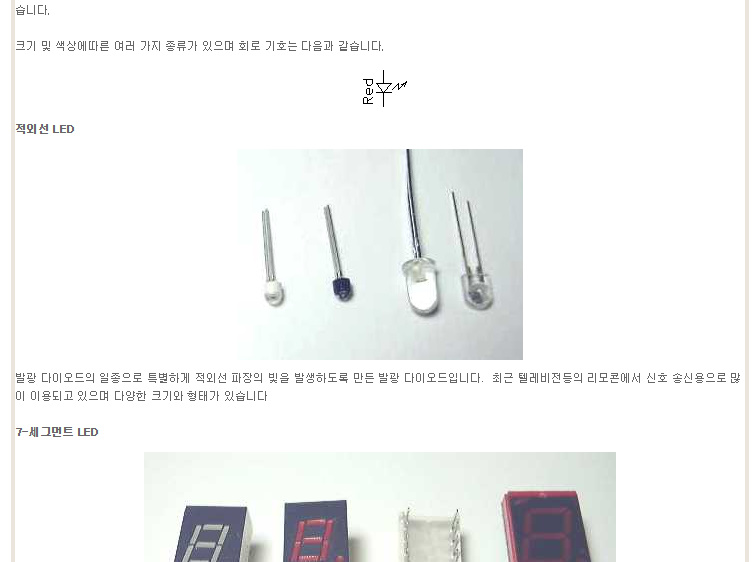 습니다.
크기 및 색상에따른 여러 가지 종류가 있으며 회로 기호는 다음과 같습니다.
Red
적외선 LED
발광 다이오드의 일종으로 특별하게 적외선 파장의 빛을 발생하도록 만든 발광 다이오드입니다. 최근 텔레비전등의 리모콘에서 신호 송신용으로 많
이 이용되고 있으며 다양한 크기와 형태가 있습니다
7-세그먼트 LED